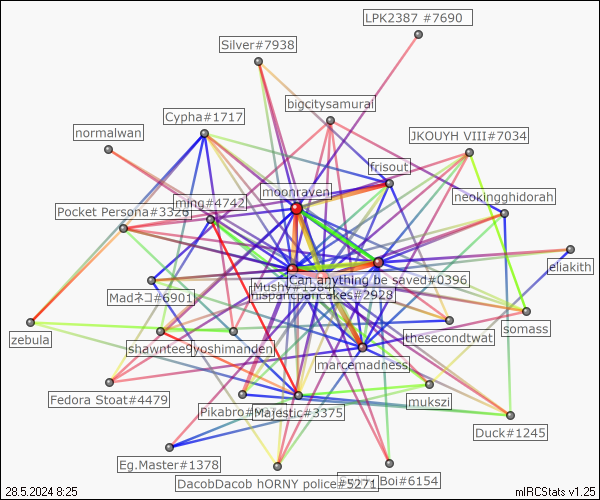 LPK2387 #7690
Silver#7938
bigcitysamurai
Cypha#1717
normalwan
JKOUYH VIII#7034
frisout
moonraven
neokingghidorah
ming#4742
Pocket Persona#3326
eliakith
Can,anything be saved#0396
Mushy#1984
hispanicpancakes#2928
Madネコ#6901
somass
zebula
shawntee9
yoshimanden
thesecondtwat
marcemadness
Fedora Stoat#4479
mukszi
Pikabro#
Majestic#3375
Duck#1245
Eg.Master#1378
DacobDacob hORNY police#5271
Boi#6154
28.5.2024 8:25
mIRCStats v1.25